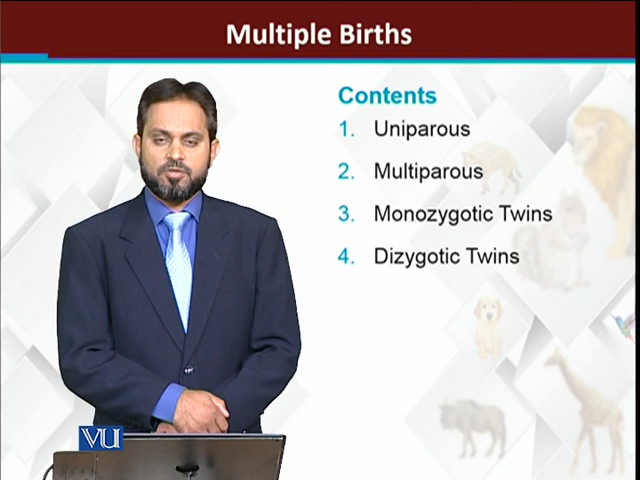 Multiple Births
Contents
1. Uniparous
2. Multiparous
3. Monozygotic Twins
4. Dizygotic Twins
VU